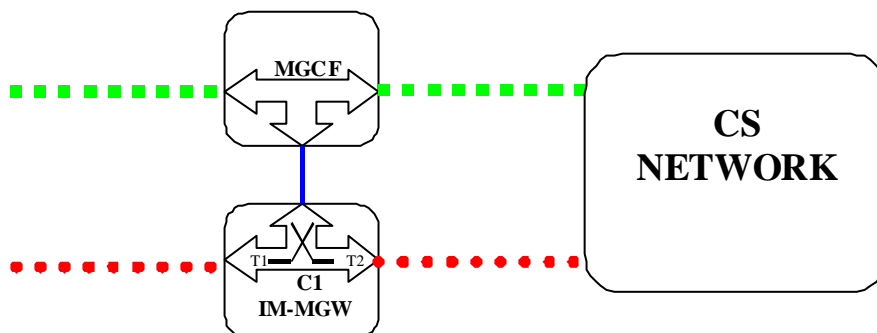 MGCF
CS
NETWORK
T1 T2
C1
IM-MGW